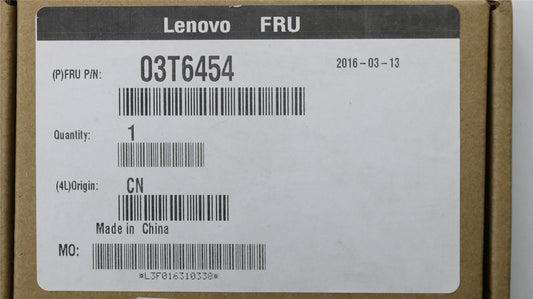 Lenovo FRU
(P)FRU P/N: 03T6454 2016-03-13
Quantity: 1
(4L)Origin: CN
Made in China
MO:
*L3F016310338*